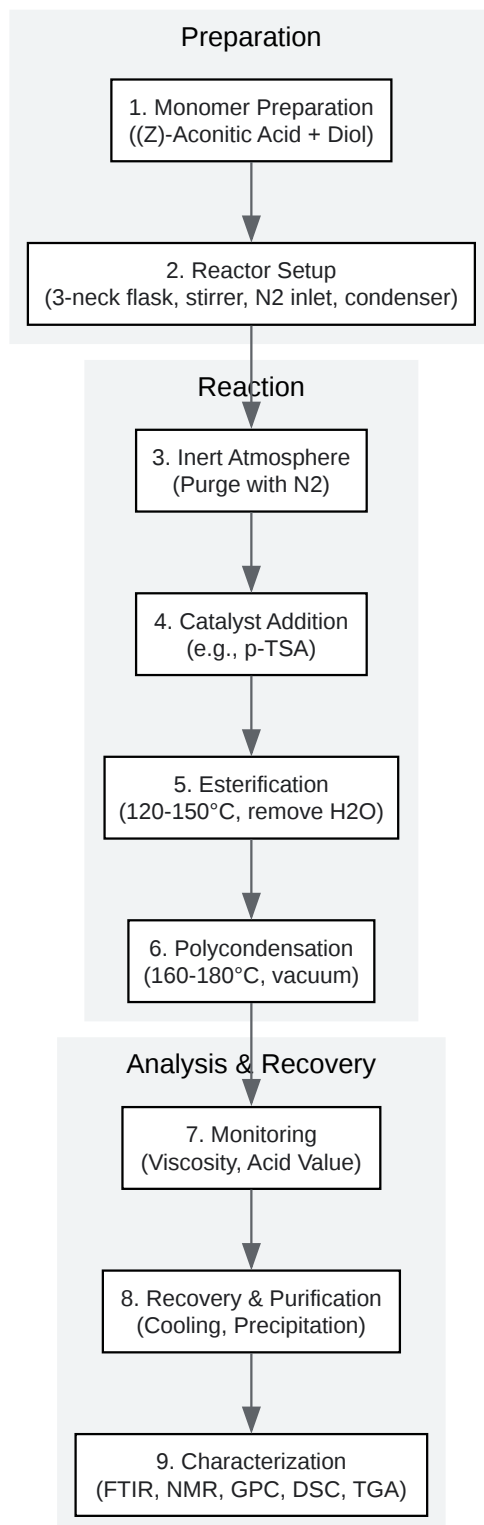 Preparation
1. Monomer Preparation
((Z)-Aconitic Acid + Diol)
2. Reactor Setup
(3-neck flask, stirrer, N2 inlet, condenser)
Reaction
3. Inert Atmosphere
(Purge with N2)
4. Catalyst Addition
(e.g., p-TSA)
5. Esterification
(120-150°C, remove H2O)
6. Polycondensation
(160-180°C, vacuum)
Analysis & Recovery
7. Monitoring
(Viscosity, Acid Value)
8. Recovery & Purification
(Cooling, Precipitation)
9. Characterization
(FTIR, NMR, GPC, DSC, TGA)